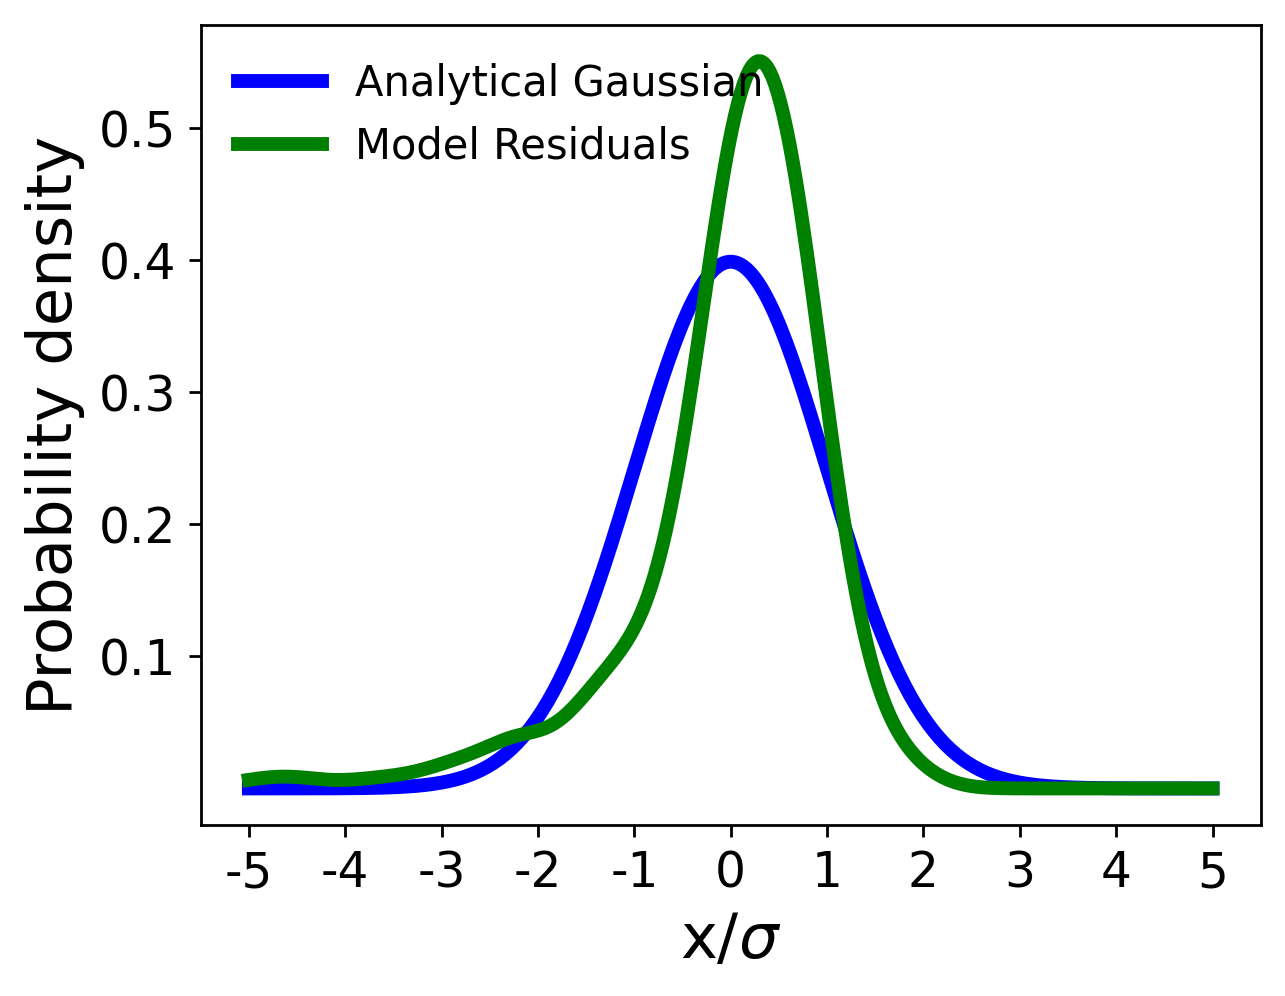 Analytical Gaussian
Model Residuals
Probability density
0.5
0.4
0.3
0.2
0.1
-5 -4 -3 -2 -1 0 1 2 3 4 5
x/σ